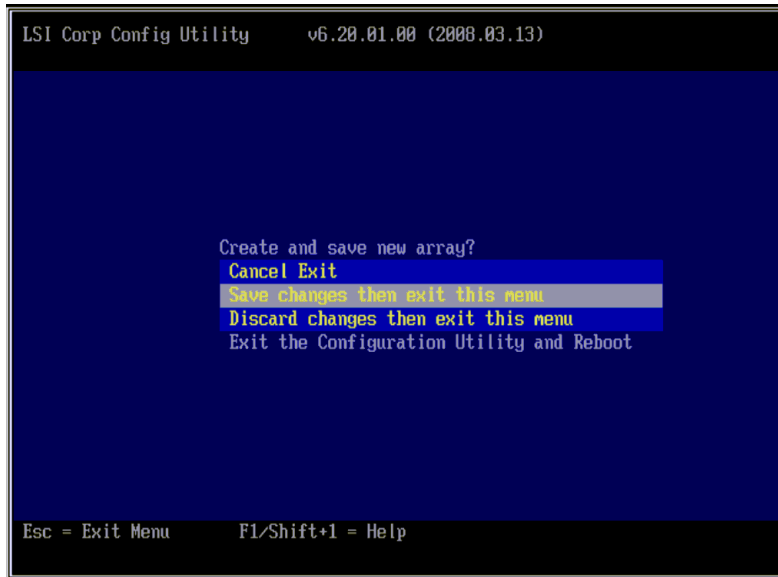 LSI Corp Config Utility v6.20.01.00 (2008.03.13)
Create and save new array?
Cancel Exit
Save changes then exit this menu
Discard changes then exit this menu
Exit the Configuration Utility and Reboot
Esc = Exit Menu F1/Shift+1 = Help